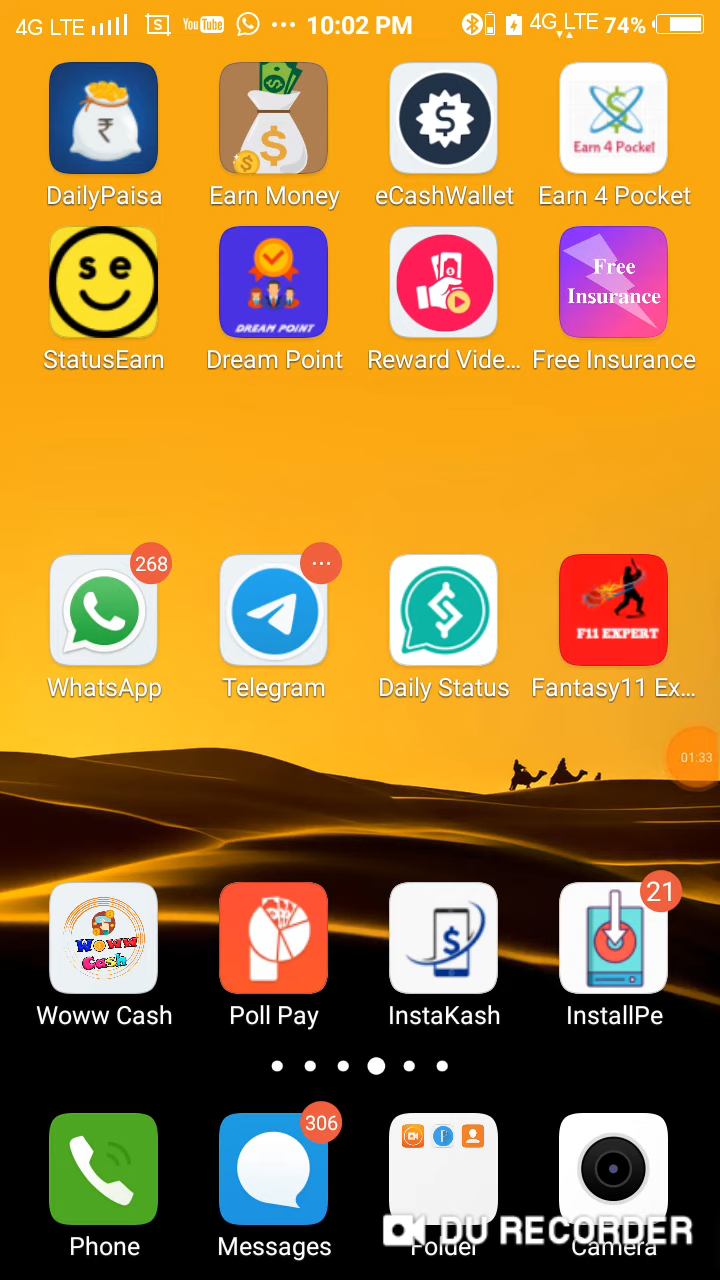 4G LTE S You Tube ... 10:02 PM 4G LTE 74%
₹ $ $ $
Earn 4 Pocket
DailyPaisa Earn Money eCashWallet Earn 4 Pocket
se Free
Insurance
DREAM POINT
StatusEarn Dream Point Reward Vide... Free Insurance
268 ...
F11 EXPERT
WhatsApp Telegram Daily Status Fantasy11 Ex...
01:33
21
Woww
Cash
$
Woww Cash Poll Pay InstaKash InstallPe
306
DU RECORDER
Phone Messages Folder Camera